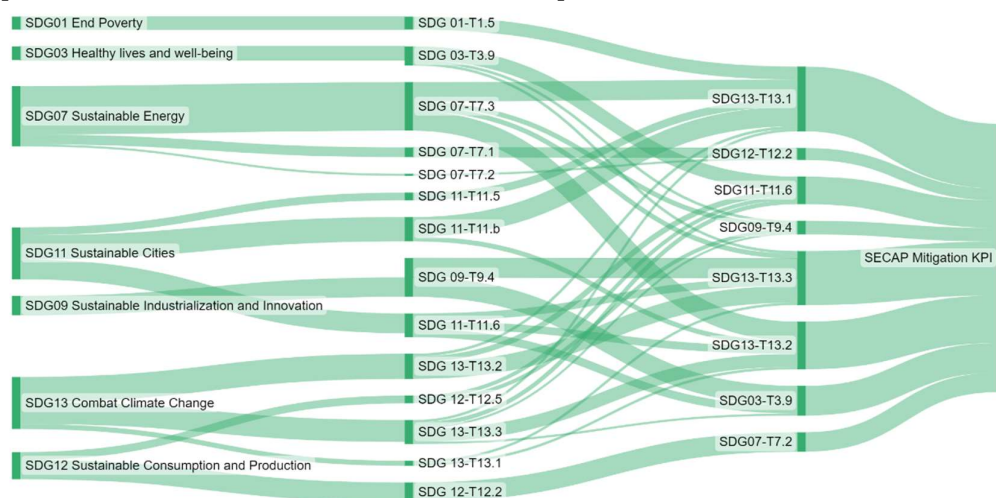 SDG01 End Poverty
SDG03 Healthy lives and well-being
SDG07 Sustainable Energy
SDG11 Sustainable Cities
SDG09 Sustainable Industrialization and Innovation
SDG13 Combat Climate Change
SDG12 Sustainable Consumption and Production
SDG 01-T1.5
SDG 03-T3.9
SDG 07-T7.3
SDG 07-T7.1
SDG 07-T7.2
SDG 11-T11.5
SDG 11-T11.b
SDG 09-T9.4
SDG 11-T11.6
SDG 13-T13.2
SDG 12-T12.5
SDG 13-T13.3
SDG 13-T13.1
SDG 12-T12.2
SDG13-T13.1
SDG12-T12.2
SDG11-T11.6
SDG09-T9.4
SDG13-T13.3
SDG13-T13.2
SDG03-T3.9
SDG07-T7.2
SECAP Mitigation KPI